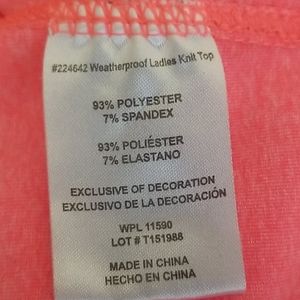 #224642 Weatherproof Ladies Knit Top
93% POLYESTER
7% SPANDEX
93% POLIÉSTER
7% ELASTANO
EXCLUSIVE OF DECORATION
EXCLUSIVO DE LA DECORACIÓN
WPL 11590
LOT # T151988
MADE IN CHINA
HECHO EN CHINA